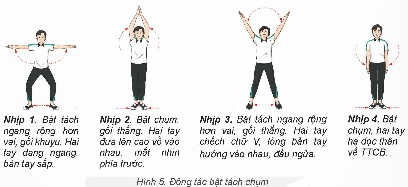 Nhịp 1. Bật tách
ngang rộng hơn
vai, gối khuỵu. Hai
tay dang ngang,
bàn tay sấp.
Nhịp 2. Bật chụm,
gối thẳng. Hai tay
đưa lên cao vỗ vào
nhau, mắt nhìn
phía trước.
Nhịp 3. Bật tách ngang rộng
hơn vai, gối thẳng. Hai tay
chếch chữ V, lòng bàn tay
hướng vào nhau, đầu ngửa.
Nhịp 4. Bật
chụm, hai tay
hạ dọc thân
về TTCB.
Hình 5. Động tác bật tách chụm